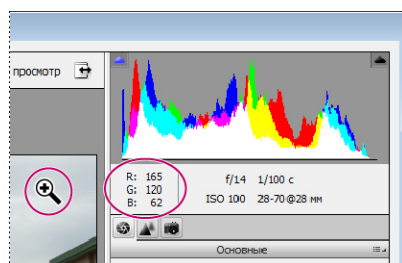 просмотр
R: 165
G: 120
B: 62
f/14 1/100 с
ISO 100 28-70@28 мм
Основные